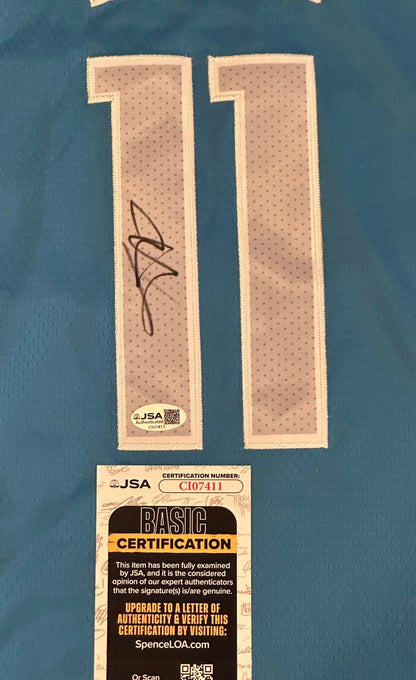 11
JSA
Authenticated
CI07411
JSA
CERTIFICATION NUMBER:
CI07411
BASIC
CERTIFICATION
This item has been fully examined
by JSA, and it is the considered
opinion of our expert authenticators
that the signature(s) is/are genuine.
UPGRADE TO A LETTER OF
AUTHENTICITY & VERIFY THIS
CERTIFICATION BY VISITING:
SpenceLOA.com
Or Scan